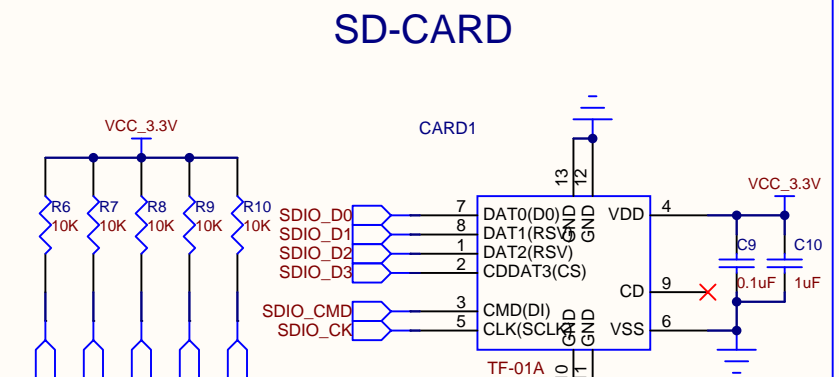 SD-CARD
VCC_3.3V
CARD1
13
12
VCC_3.3V
R6
10K
R7
10K
R8
10K
R9
10K
R10
10K
SDIO_D0
7
DAT0(D0)
GND
GND
VDD
4
SDIO_D1
8
DAT1(RSV)
SDIO_D2
1
DAT2(RSV)
SDIO_D3
2
CDDAT3(CS)
C9
0.1uF
C10
1uF
CD
9
SDIO_CMD
3
CMD(DI)
SDIO_CK
5
CLK(SCLK)
GND
GND
VSS
6
TF-01A